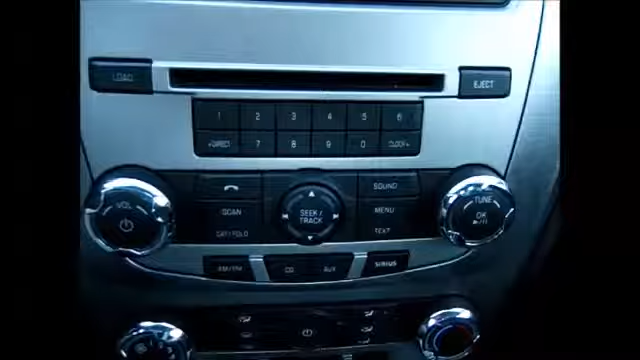 LOAD
EJECT
1 2 3 4 5 6
DIRECT 7 8 9 0 CLOCK
VOL
SCAN
CAT/FOLD
SEEK/
TRACK
SOUND
MENU
TEXT
TUNE
OK
AM/FM
CD AUX
SIRIUS